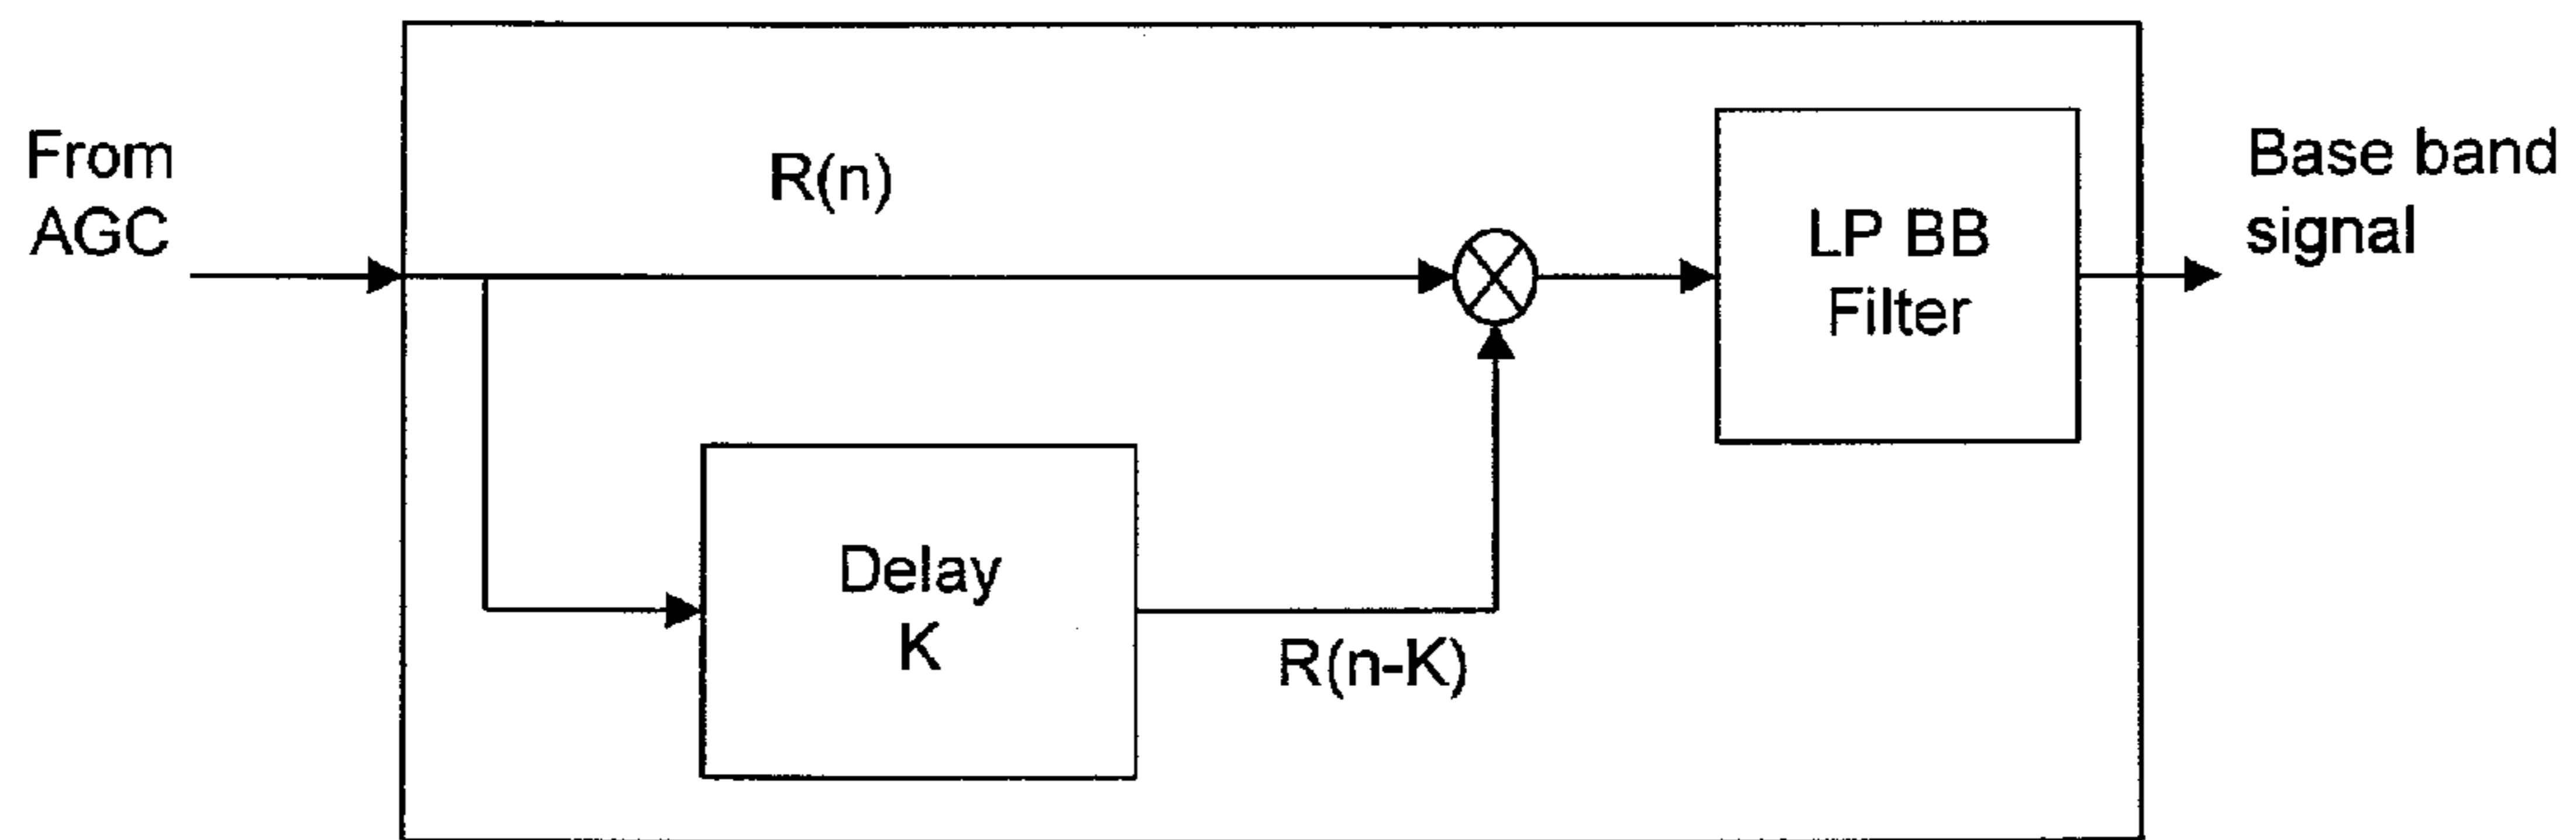 From
AGC
R(n)
LP BB
Filter
Base band
signal
Delay
K
R(n-K)